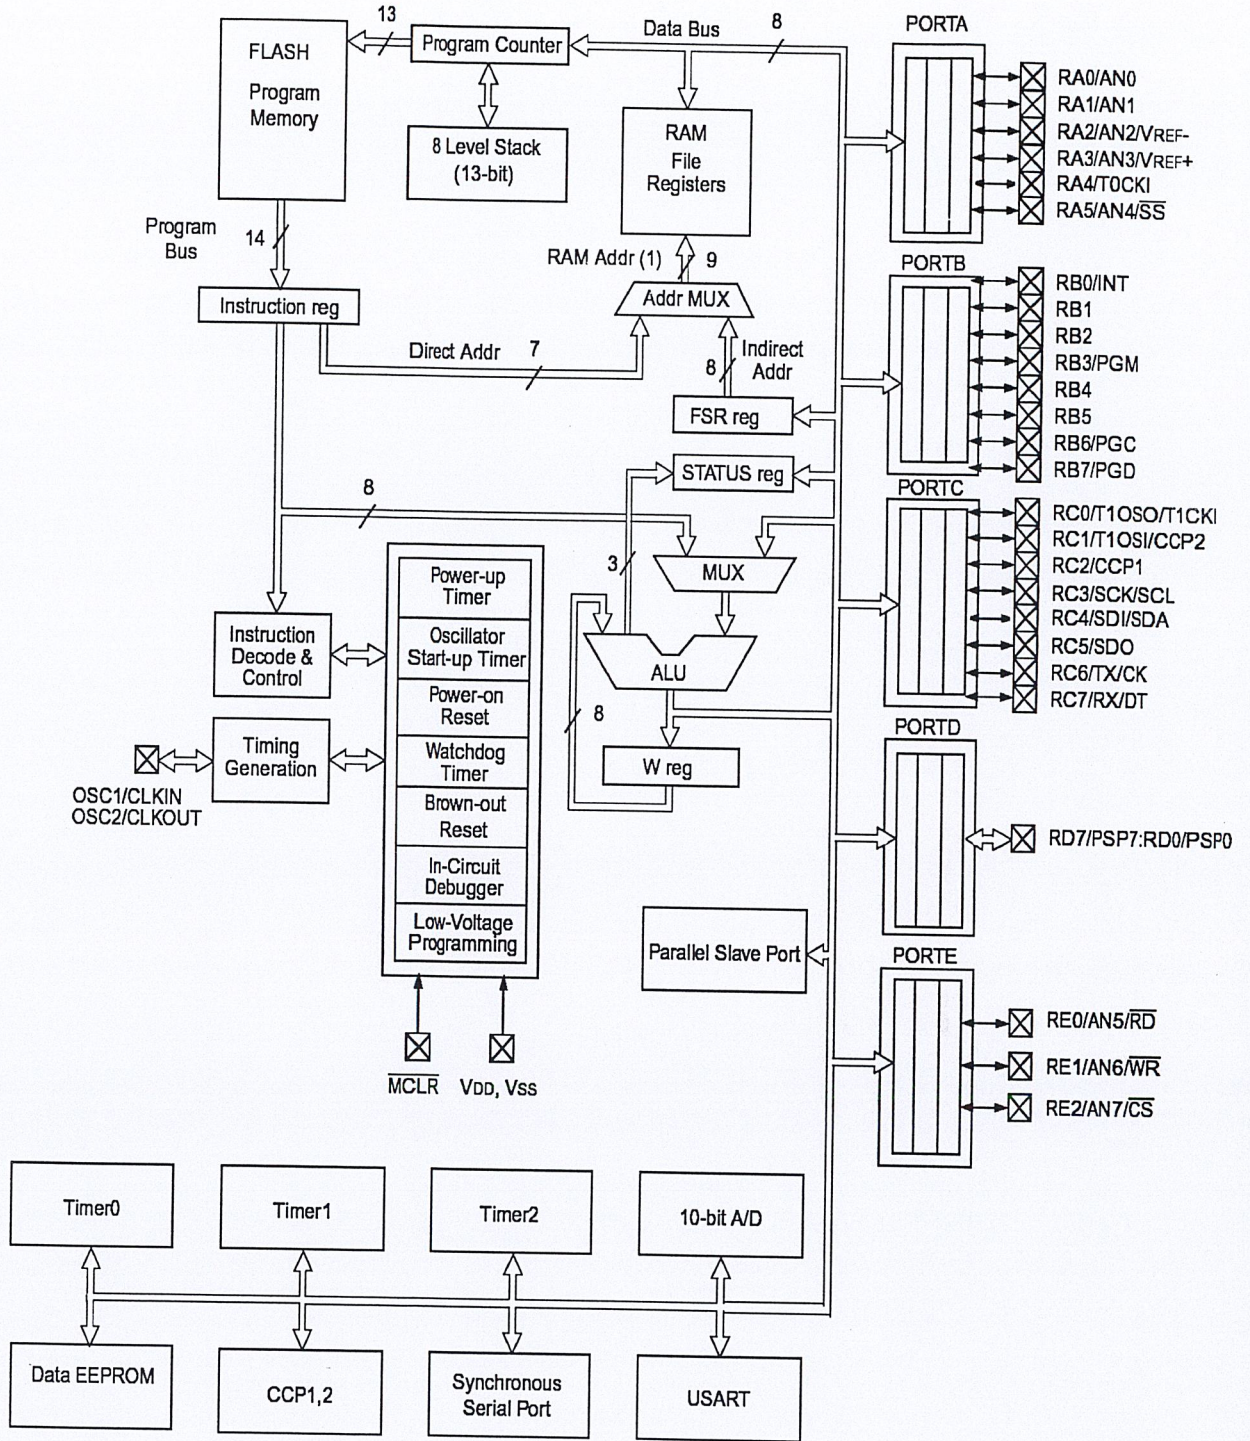 13
Data Bus
8
PORTA
FLASH
Program
Memory
Program Counter
RA0/AN0
RA1/AN1
RA2/AN2/VREF-
RA3/AN3/VREF+
RA4/T0CKI
RA5/AN4/S̅S̅
8 Level Stack
(13-bit)
RAM
File
Registers
Program
Bus
14
RAM Addr (1)
9
PORTB
Instruction reg
Addr MUX
RB0/INT
RB1
RB2
RB3/PGM
RB4
RB5
RB6/PGC
RB7/PGD
Direct Addr
7
8
Indirect
Addr
FSR reg
STATUS reg
PORTC
8
3
MUX
RC0/T1OSO/T1CKI
RC1/T1OSI/CCP2
RC2/CCP1
RC3/SCK/SCL
RC4/SDI/SDA
RC5/SDO
RC6/TX/CK
RC7/RX/DT
Power-up
Timer
Instruction
Decode &
Control
Oscillator
Start-up Timer
ALU
Power-on
Reset
8
PORTD
Timing
Generation
Watchdog
Timer
W reg
OSC1/CLKIN
OSC2/CLKOUT
Brown-out
Reset
RD7/PSP7:RD0/PSP0
In-Circuit
Debugger
Low-Voltage
Programming
Parallel Slave Port
PORTE
RE0/AN5/R̅D̅
RE1/AN6/W̅R̅
RE2/AN7/C̅S̅
M̅C̅L̅R̅
VDD, VSS
Timer0
Timer1
Timer2
10-bit A/D
Data EEPROM
CCP1,2
Synchronous
Serial Port
USART